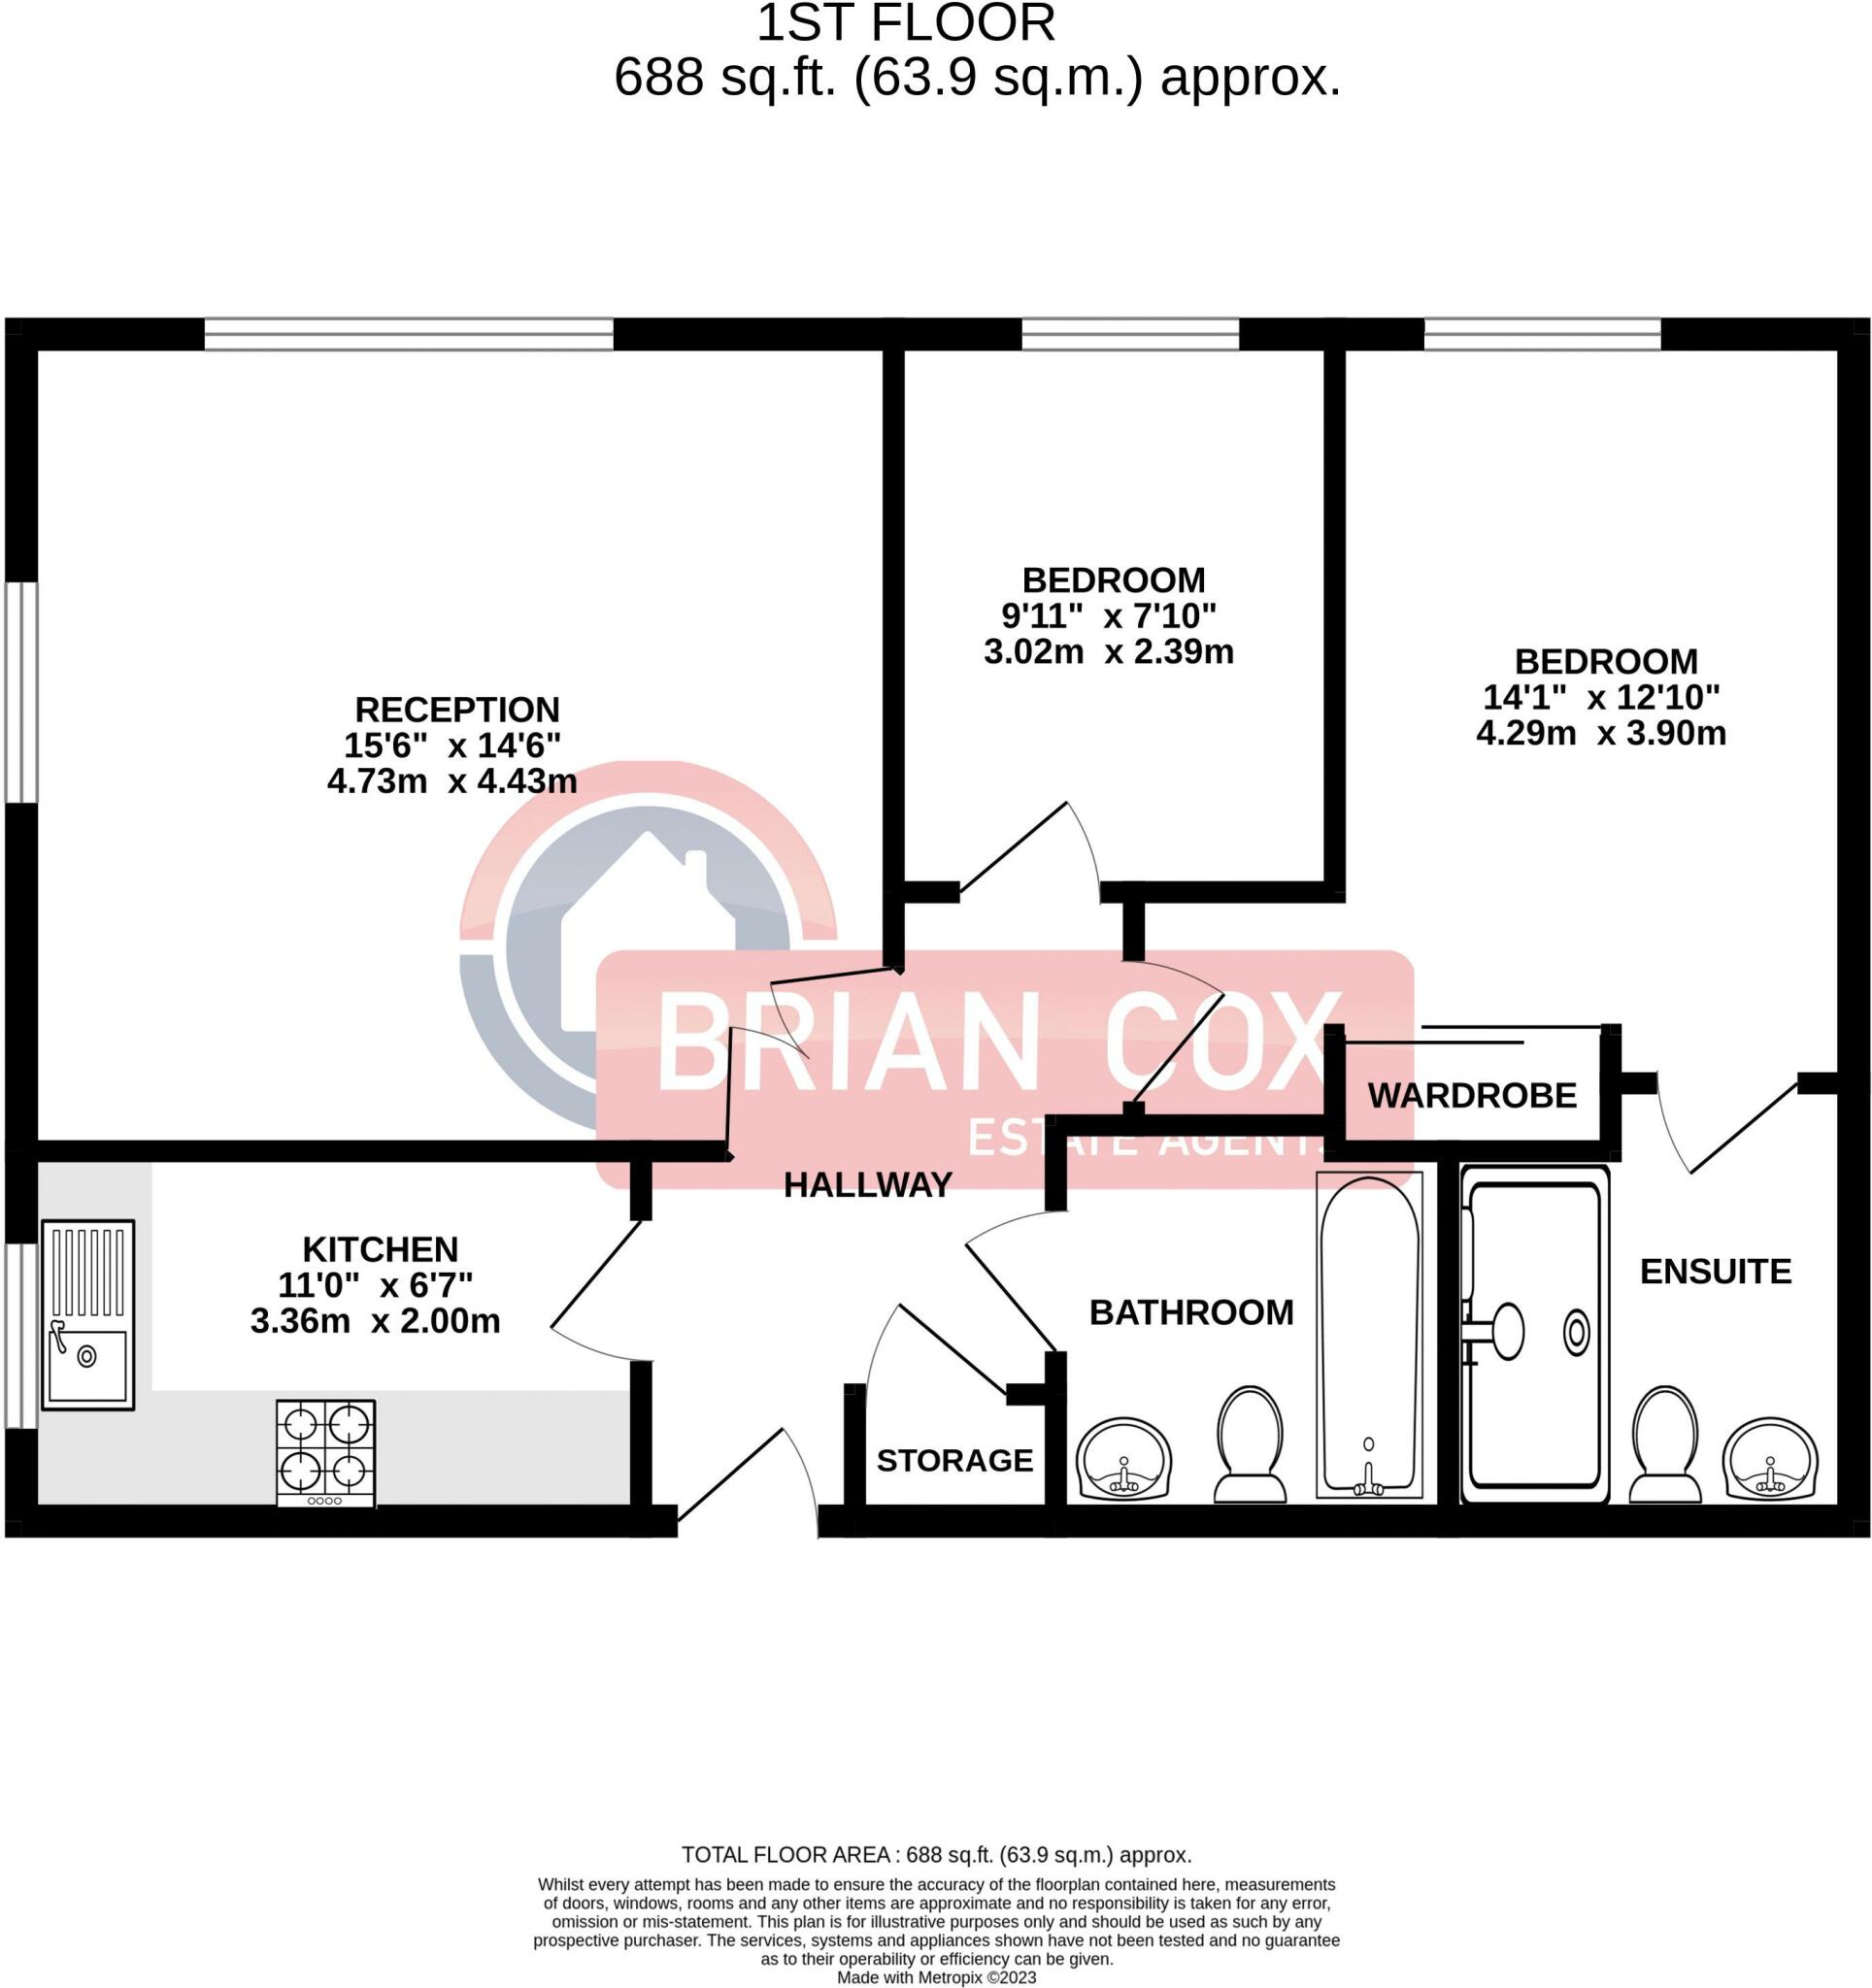 1ST FLOOR
688 sq.ft. (63.9 sq.m.) approx.
BEDROOM
9'11" x 7'10"
3.02m x 2.39m
BEDROOM
14'1" x 12'10"
4.29m x 3.90m
RECEPTION
15'6" x 14'6"
4.73m x 4.43m
BRIAN COX
ESTATE AGENTS
WARDROBE
HALLWAY
KITCHEN
11'0" x 6'7"
3.36m x 2.00m
ENSUITE
BATHROOM
STORAGE
TOTAL FLOOR AREA : 688 sq.ft. (63.9 sq.m.) approx.
Whilst every attempt has been made to ensure the accuracy of the floorplan contained here, measurements
of doors, windows, rooms and any other items are approximate and no responsibility is taken for any error,
omission or mis-statement. This plan is for illustrative purposes only and should be used as such by any
prospective purchaser. The services, systems and appliances shown have not been tested and no guarantee
as to their operability or efficiency can be given.
Made with Metropix ©2023